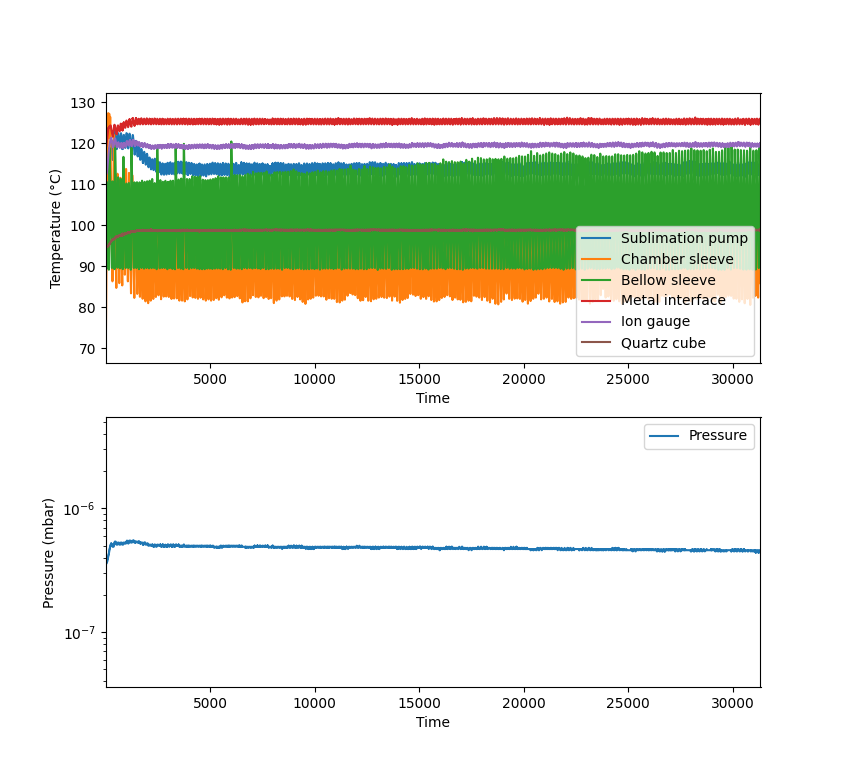 Temperature (°C)
130
120
110
100
90
80
70
Sublimation pump
Chamber sleeve
Bellow sleeve
Metal interface
Ion gauge
Quartz cube
5000
10000
15000
20000
25000
30000
Time
Pressure (mbar)
10⁻⁶
10⁻⁷
Pressure
5000
10000
15000
20000
25000
30000
Time